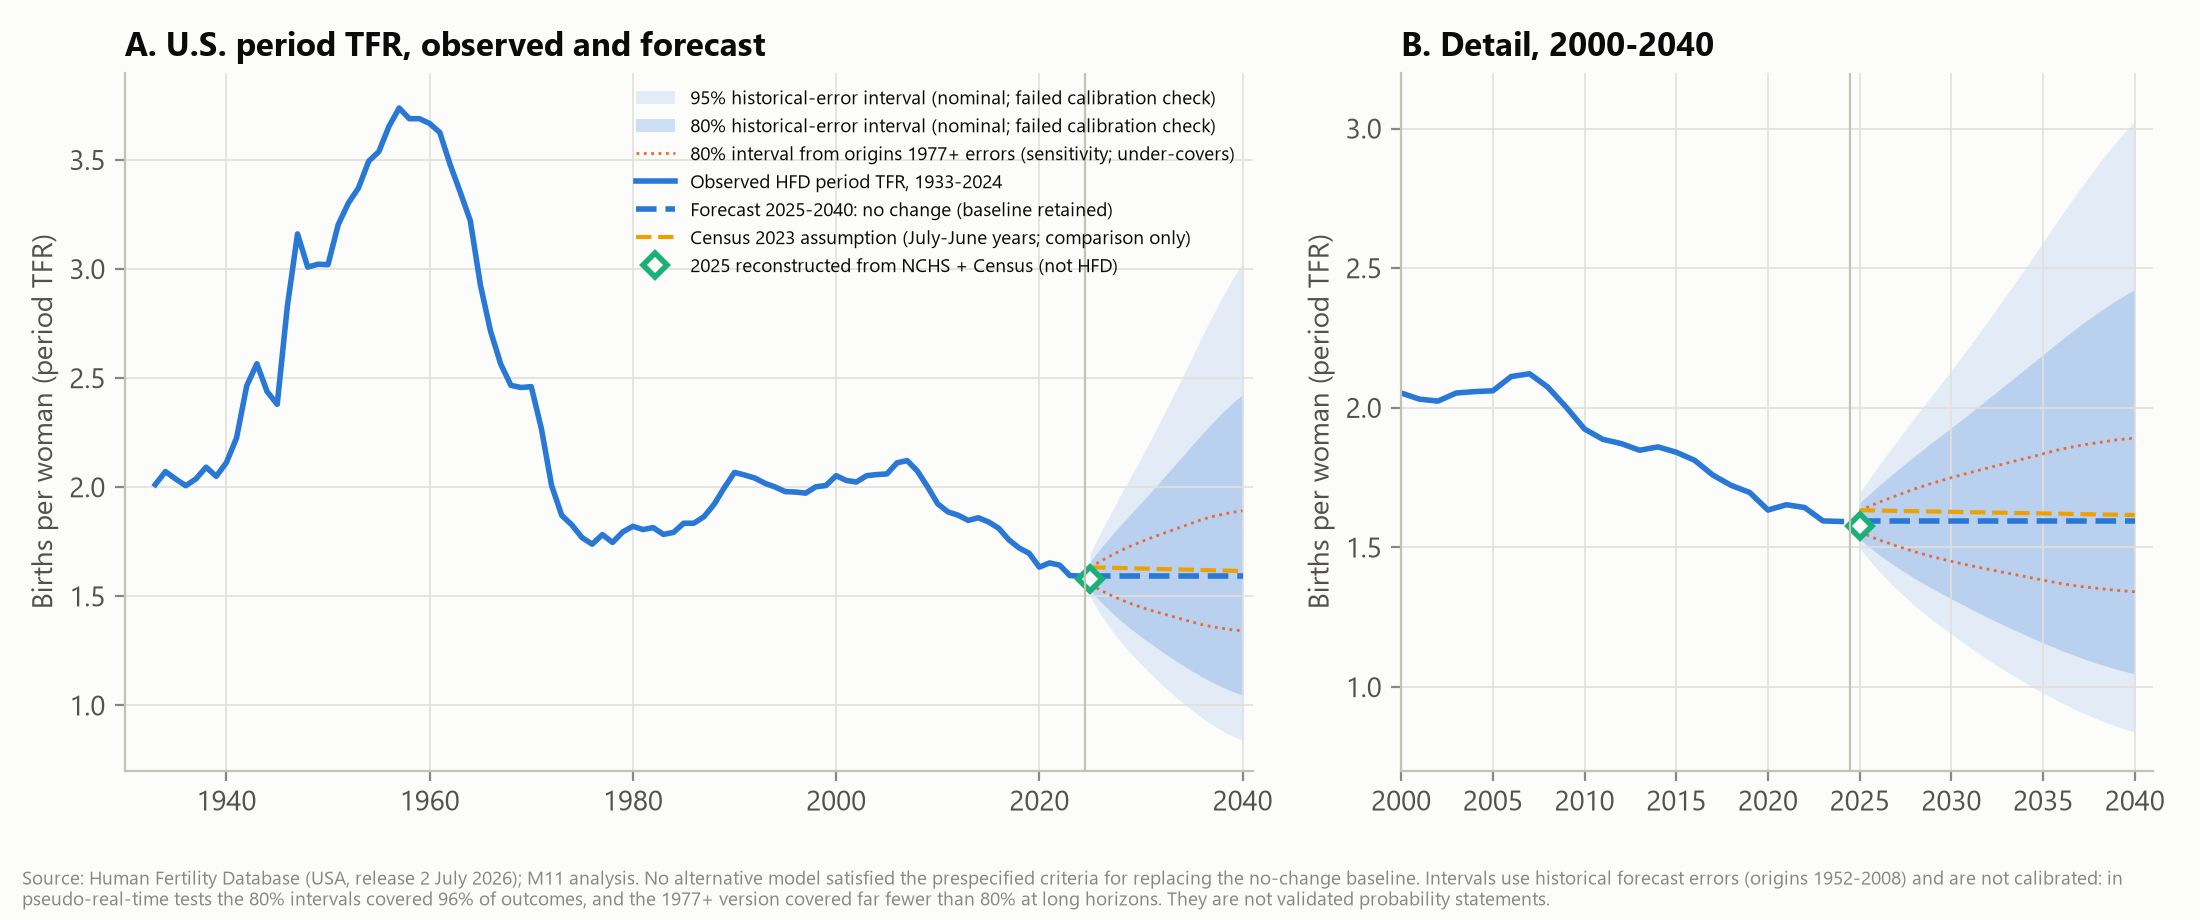 A. U.S. period TFR, observed and forecast
95% historical-error interval (nominal; failed calibration check)
80% historical-error interval (nominal; failed calibration check)
80% interval from origins 1977+ errors (sensitivity; under-covers)
Observed HFD period TFR, 1933-2024
Forecast 2025-2040: no change (baseline retained)
Census 2023 assumption (July-June years; comparison only)
2025 reconstructed from NCHS + Census (not HFD)
Births per woman (period TFR)
3.5
3.0
2.5
2.0
1.5
1.0
1940
1960
1980
2000
2020
2040
B. Detail, 2000-2040
Births per woman (period TFR)
3.0
2.5
2.0
1.5
1.0
2000
2005
2010
2015
2020
2025
2030
2035
2040
Source: Human Fertility Database (USA, release 2 July 2026); M11 analysis. No alternative model satisfied the prespecified criteria for replacing the no-change baseline. Intervals use historical forecast errors (origins 1952-2008) and are not calibrated: in
pseudo-real-time tests the 80% intervals covered 96% of outcomes, and the 1977+ version covered far fewer than 80% at long horizons. They are not validated probability statements.